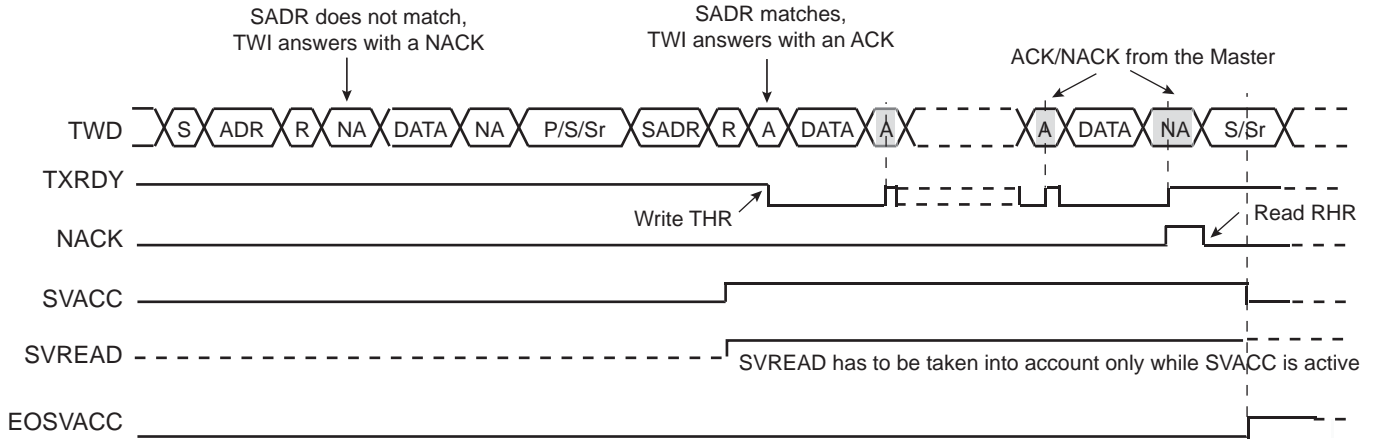 SADR does not match,
TWI answers with a NACK
SADR matches,
TWI answers with an ACK
ACK/NACK from the Master
TWD S ADR R NA DATA NA P/S/Sr SADR R A DATA A A DATA NA S/Sr
TXRDY
Write THR
Read RHR
NACK
SVACC
SVREAD
SVREAD has to be taken into account only while SVACC is active
EOSVACC